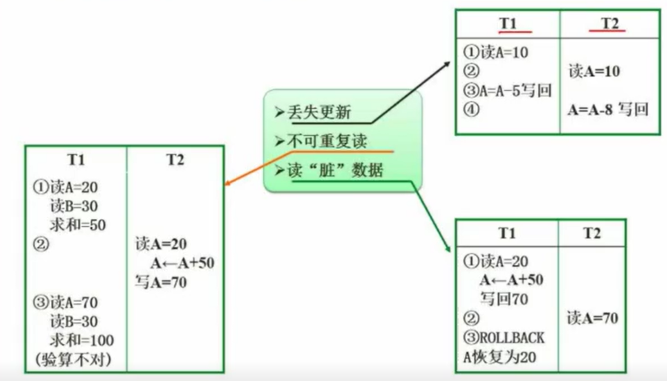 ➢丢失更新
➢不可重复读
➢读“脏”数据
T1 T2
①读A=10
② 读A=10
③A=A-5写回
④ A=A-8 写回
T1 T2
①读A=20
读B=30
求和=50
② 读A=20
A←A+50
写A=70
③读A=70
读B=30
求和=100
(验算不对)
T1 T2
①读A=20
A←A+50
写回70
② 读A=70
③ROLLBACK
A恢复为20